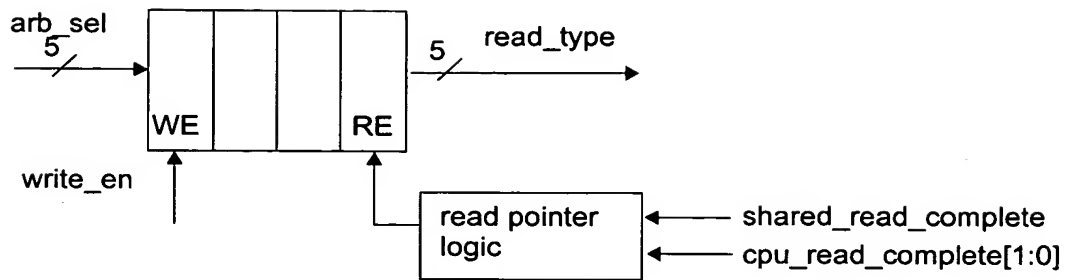 arb_sel
5
5
read_type
WE
RE
write_en
read pointer
logic
shared_read_complete
cpu_read_complete[1:0]